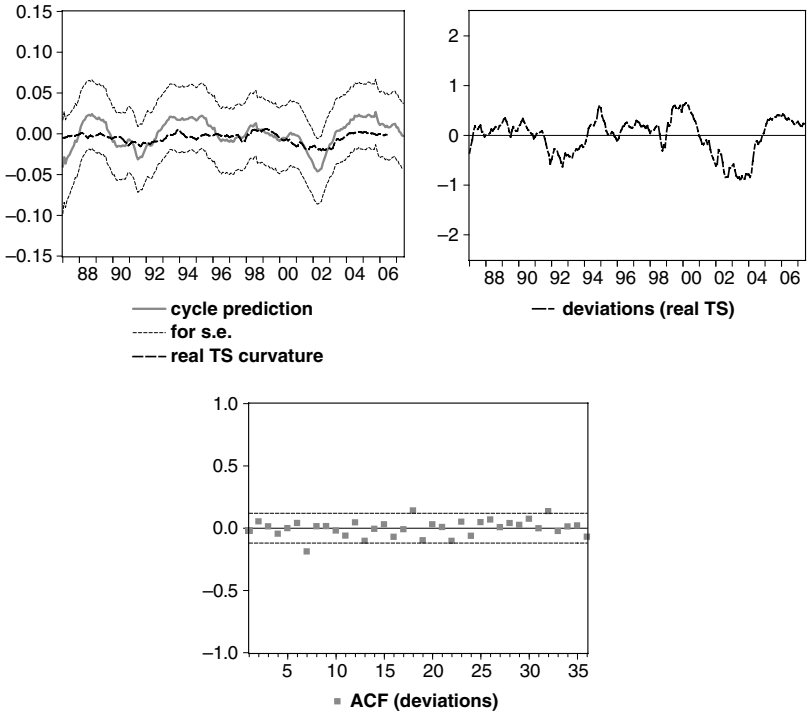 0.15
0.10
0.05
0.00
−0.05
−0.10
−0.15
88 90 92 94 96 98 00 02 04 06
cycle prediction
for s.e.
real TS curvature
2
1
0
−1
−2
88 90 92 94 96 98 00 02 04 06
deviations (real TS)
1.0
0.5
0.0
−0.5
−1.0
5 10 15 20 25 30 35
ACF (deviations)